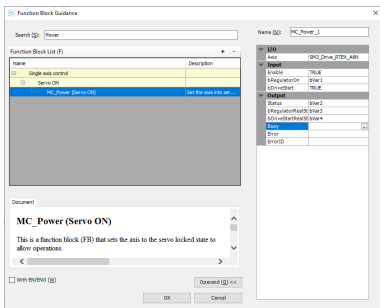 Function Block Guidance
Search (S): Power
Name (N): MC_Power_1
Function Block List (F) + -
Name Description
Single axis control
Servo ON
MC_Power (Servo ON) Set the axis into ser...
I/O
Axis SM3_Drive_RTEX_A6N
Input
Enable TRUE
bRegulatorOn bVar1
bDriveStart TRUE
Output
Status bVar2
bRegulatorRealSt bVar3
bDriveStartRealSt bVar4
Busy ...
Error
ErrorID
Document
MC_Power (Servo ON)
This is a function block (FB) that sets the axis to the servo locked state to
allow operations.
With EN/ENO (W)
Operand (O) <<
OK Cancel